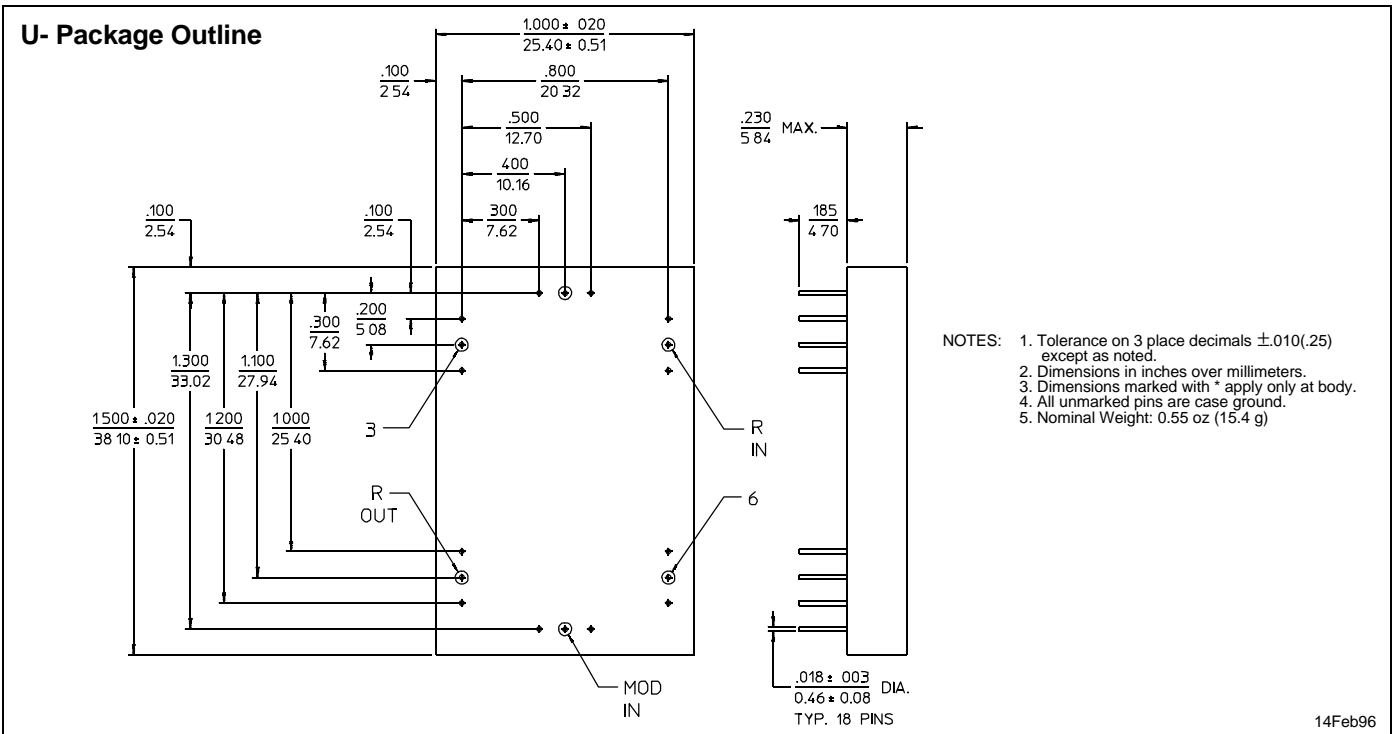 U- Package Outline
1.000 ± 020
25.40 ± 0.51
.100
2 54
.800
20 32
.500
12.70
400
10.16
.300
7.62
.230
5 84
MAX.
.185
4 70
.100
2.54
.100
2.54
.200
5 08
.300
7.62
1.300
33.02
1.100
27.94
1500 ± .020
38 10 ± 0.51
1200
30 48
1000
25 40
3
R
IN
R
OUT
6
MOD
IN
.018 ± 003
0.46 ± 0.08
DIA.
TYP. 18 PINS
NOTES: 1. Tolerance on 3 place decimals ±.010(.25)
except as noted.
2. Dimensions in inches over millimeters.
3. Dimensions marked with * apply only at body.
4. All unmarked pins are case ground.
5. Nominal Weight: 0.55 oz (15.4 g)
14Feb96